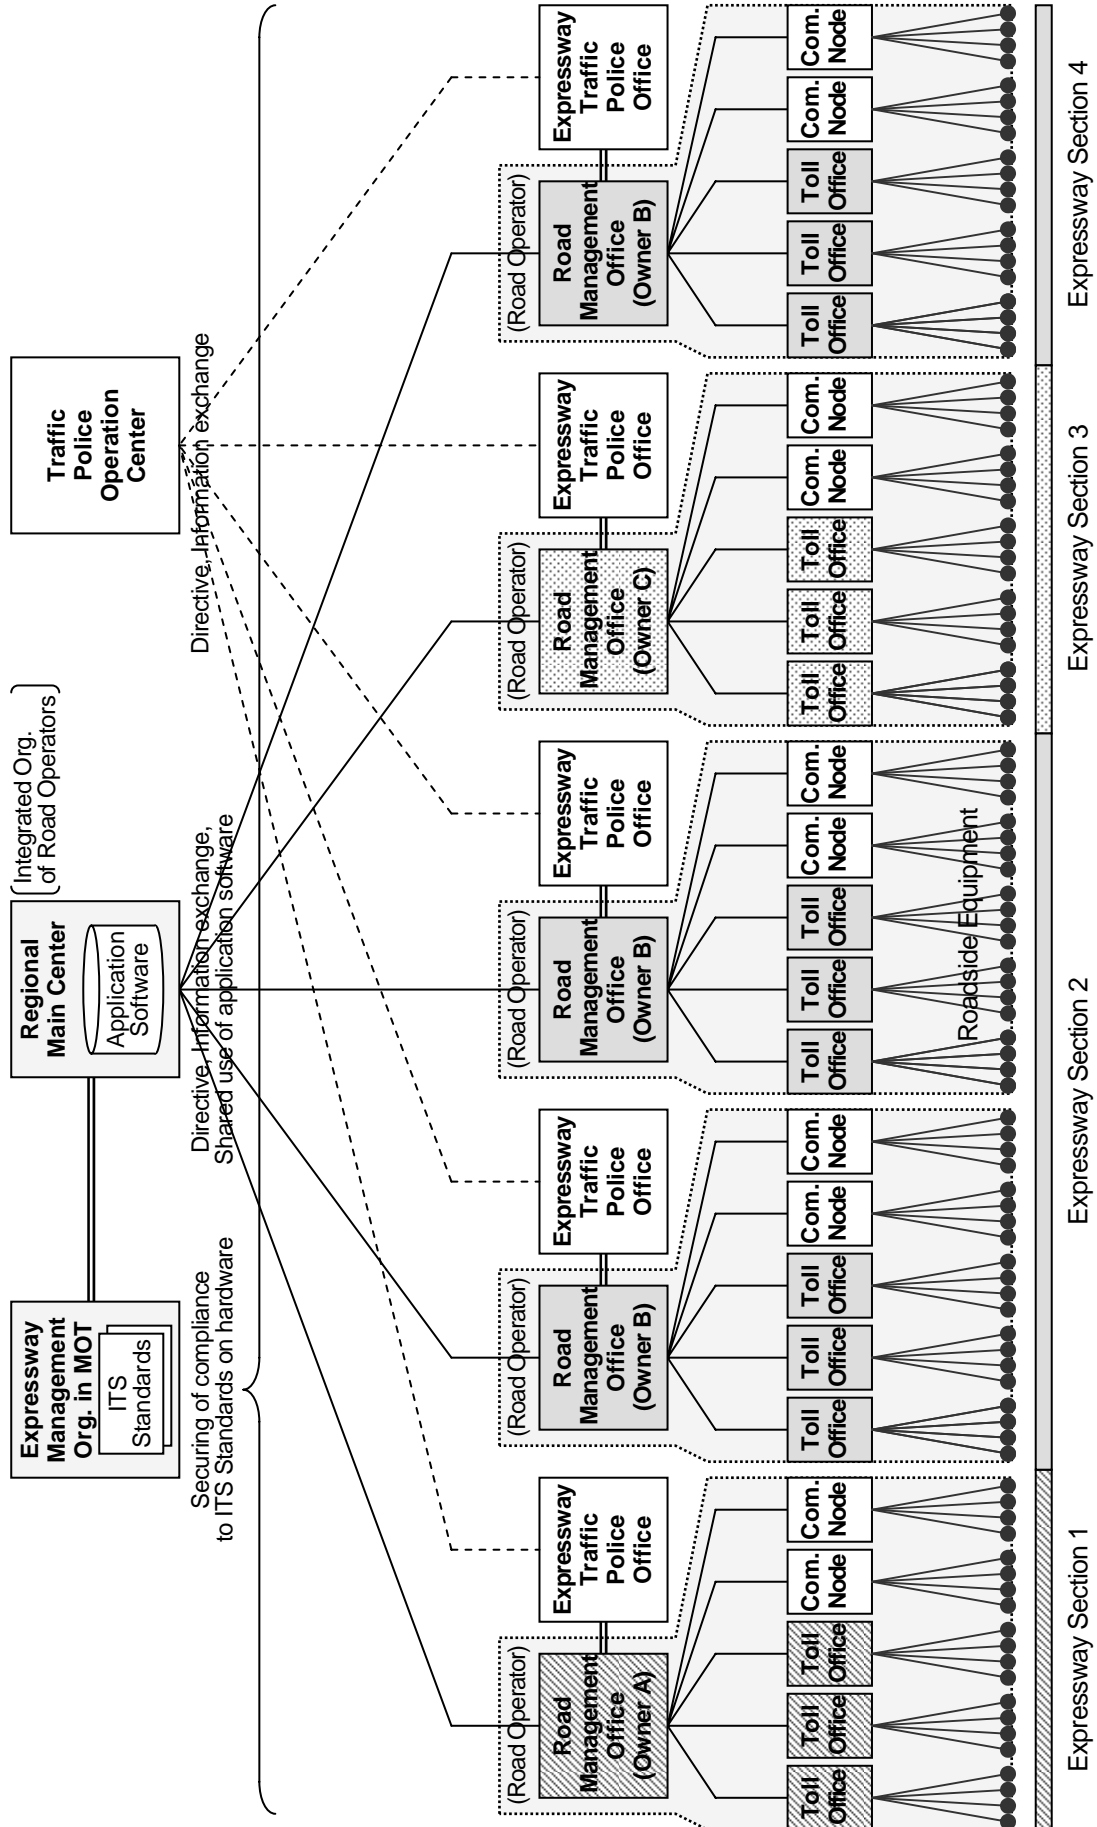 Expressway
Management
Org. in MOT
ITS
Standards
Regional
Main Center
Application
Software
Integrated Org.
of Road Operators
Traffic
Police
Operation
Center
Securing of compliance
to ITS Standards on hardware
Directive, Information exchange,
Shared use of application software
Directive, Information exchange
(Road Operator)
Road
Management
Office
(Owner A)
Expressway
Traffic
Police
Office
(Road Operator)
Road
Management
Office
(Owner B)
Expressway
Traffic
Police
Office
(Road Operator)
Road
Management
Office
(Owner B)
Expressway
Traffic
Police
Office
(Road Operator)
Road
Management
Office
(Owner C)
Expressway
Traffic
Police
Office
(Road Operator)
Road
Management
Office
(Owner B)
Expressway
Traffic
Police
Office
Toll
Office
Toll
Office
Toll
Office
Com.
Node
Com.
Node
Toll
Office
Toll
Office
Toll
Office
Com.
Node
Com.
Node
Toll
Office
Toll
Office
Toll
Office
Com.
Node
Com.
Node
Toll
Office
Toll
Office
Toll
Office
Com.
Node
Com.
Node
Toll
Office
Toll
Office
Toll
Office
Com.
Node
Com.
Node
Roadside Equipment
Expressway Section 1
Expressway Section 2
Expressway Section 3
Expressway Section 4